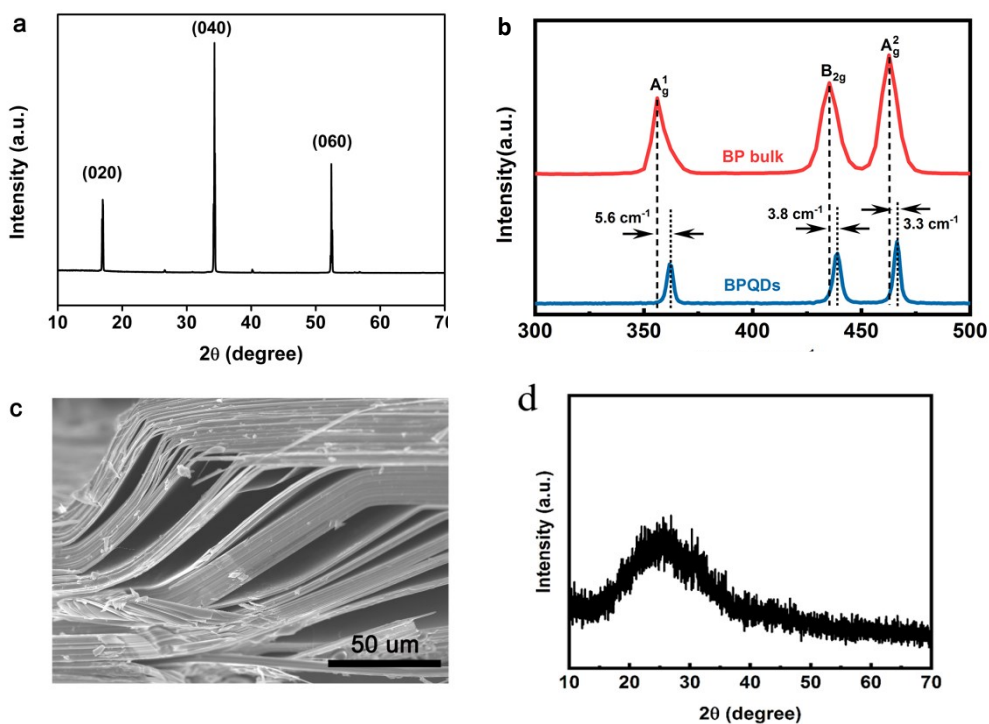 a
(040)
(020)
(060)
Intensity (a.u.)
10 20 30 40 50 60 70
2θ (degree)
b
A¹g
B2g
A²g
BP bulk
5.6 cm⁻¹
3.8 cm⁻¹
3.3 cm⁻¹
BPQDs
Intensity(a.u.)
300 350 400 450 500
c
50 um
d
Intensity (a.u.)
10 20 30 40 50 60 70
2θ (degree)